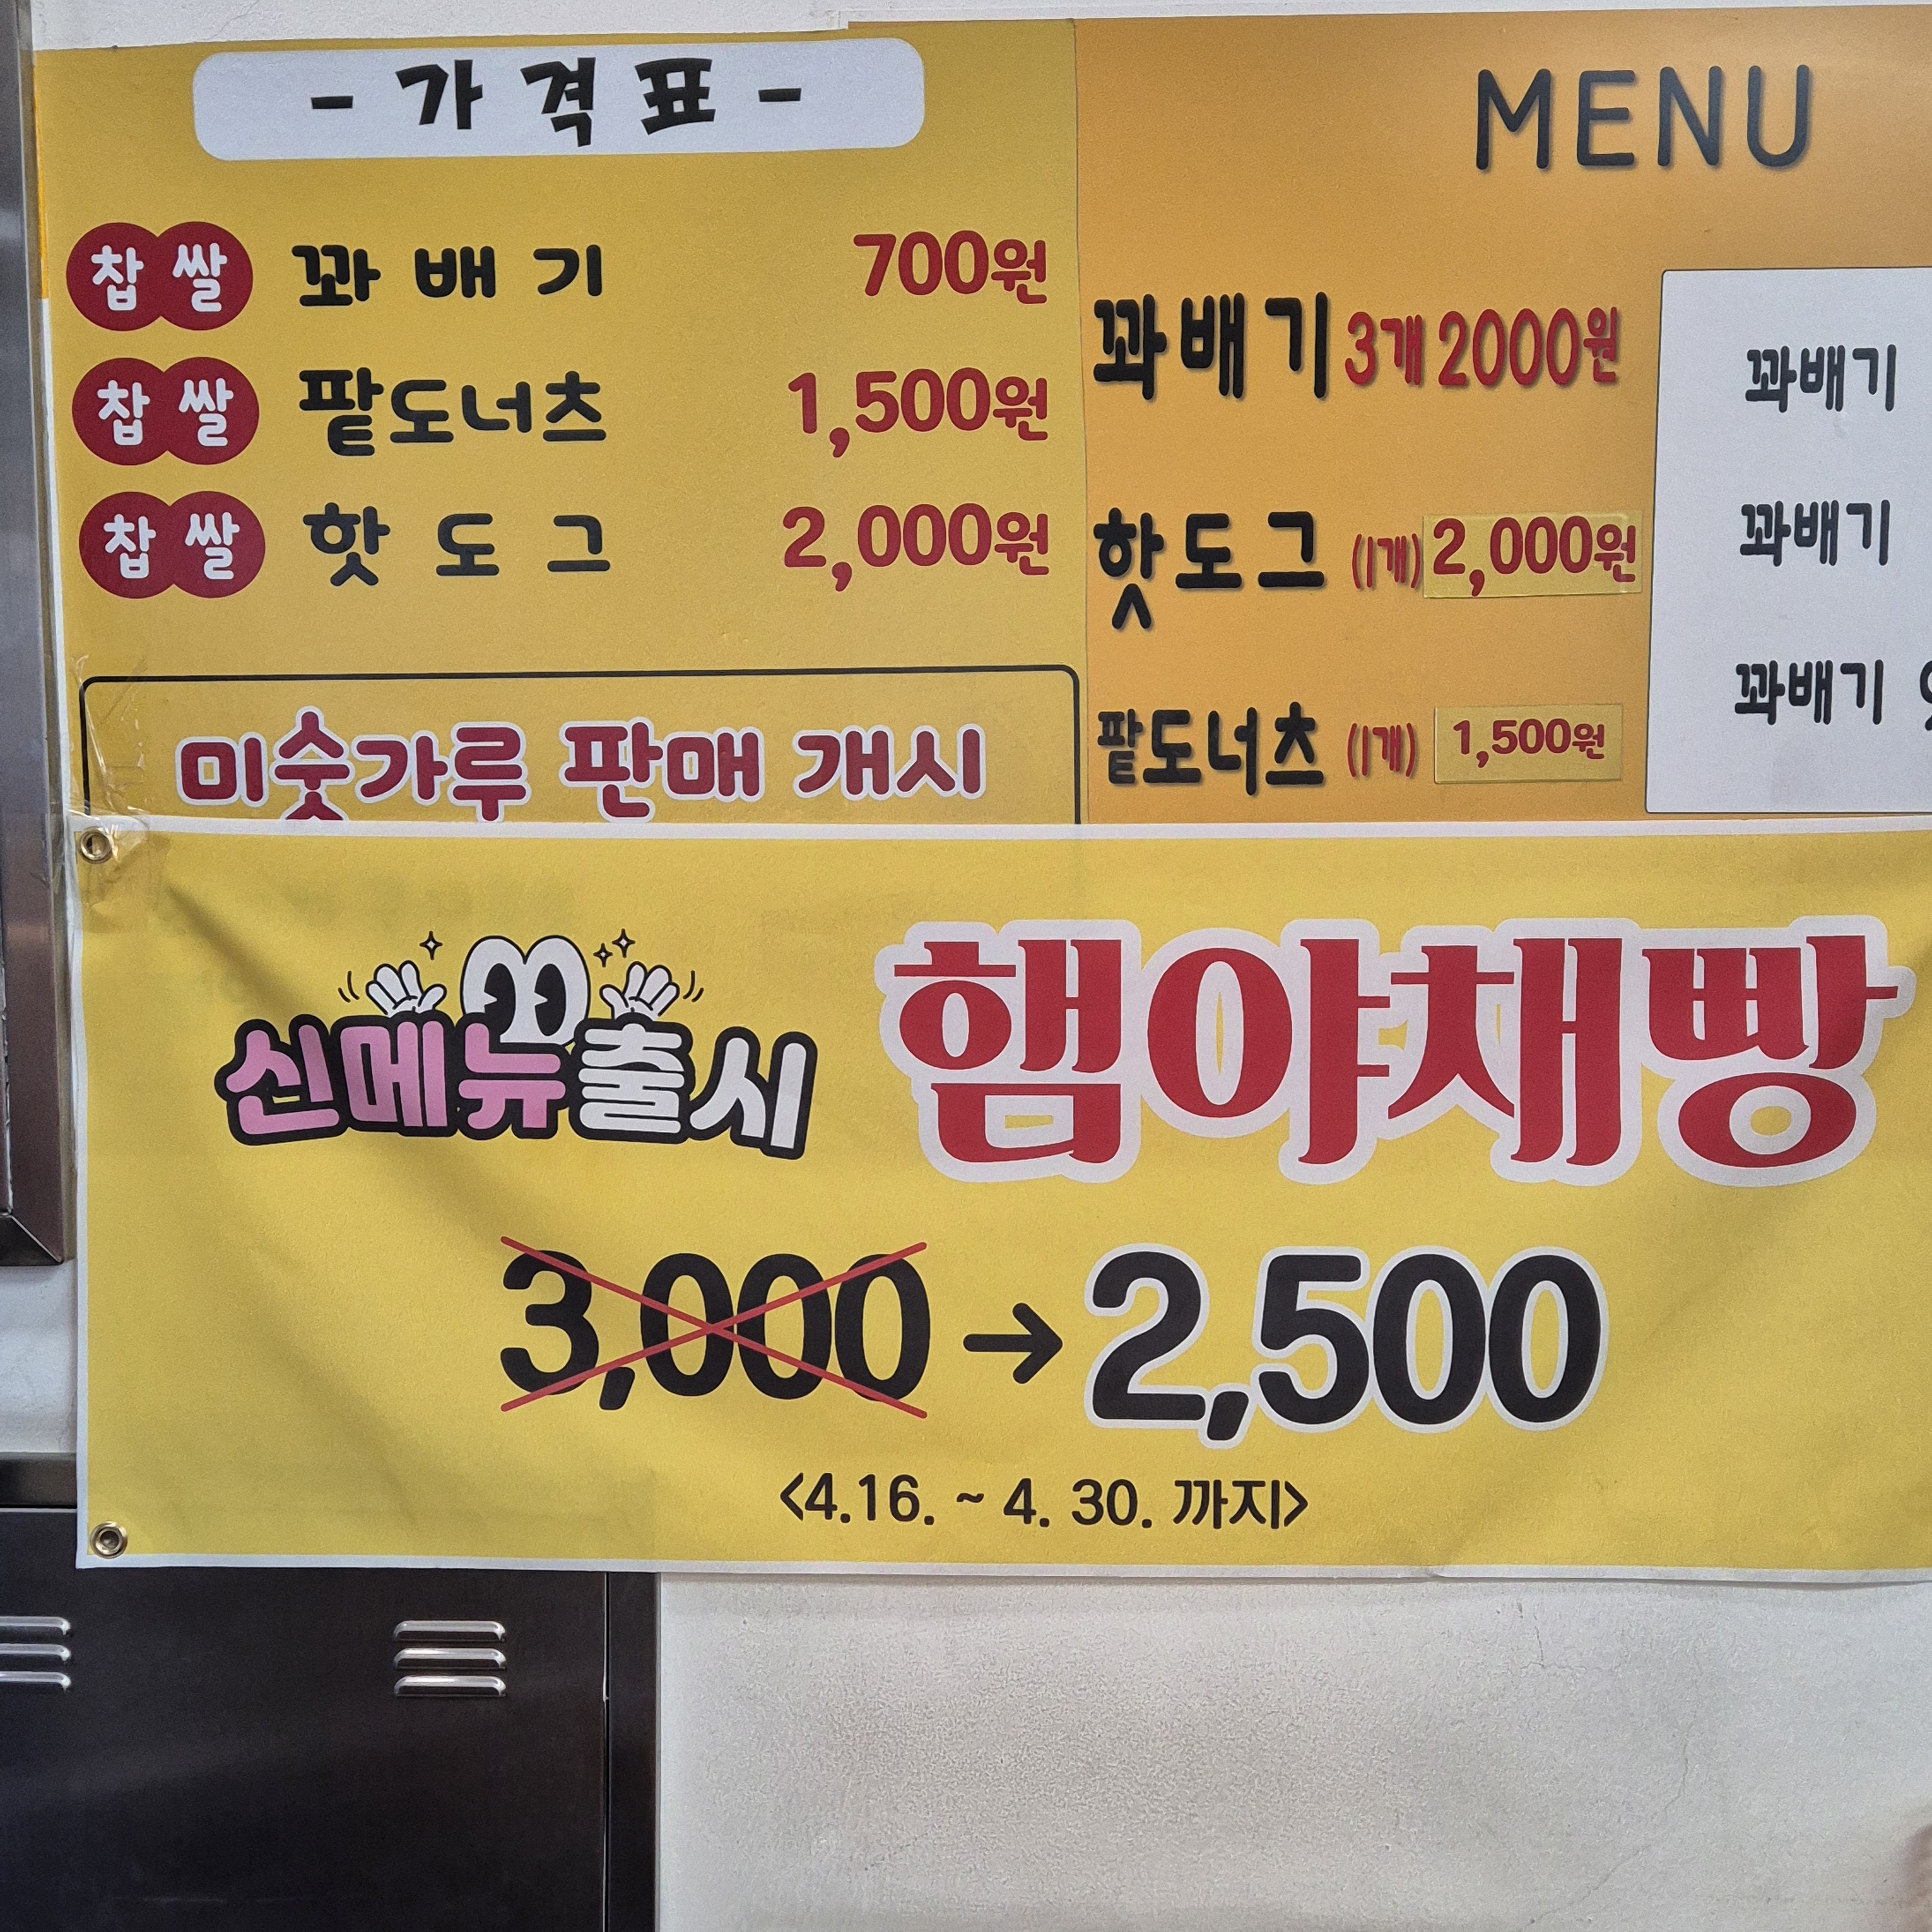 - 가격표 -
찹쌀 꽈배기 700원
찹쌀 팥도너츠 1,500원
찹쌀 핫도그 2,000원
미숫가루 판매 개시
MENU
꽈배기 3개 2000원
핫도그 (1개) 2,000원
팥도너츠 (1개) 1,500원
꽈배기
꽈배기
꽈배기
신메뉴출시
햄야채빵
3,000 → 2,500
<4.16. ~ 4. 30. 까지>